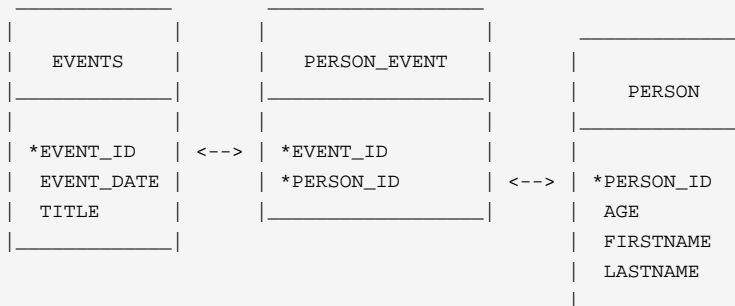 EVENTS
PERSON_EVENT
PERSON
*EVENT_ID <--> *EVENT_ID
EVENT_DATE *PERSON_ID <--> *PERSON_ID
TITLE AGE
FIRSTNAME
LASTNAME